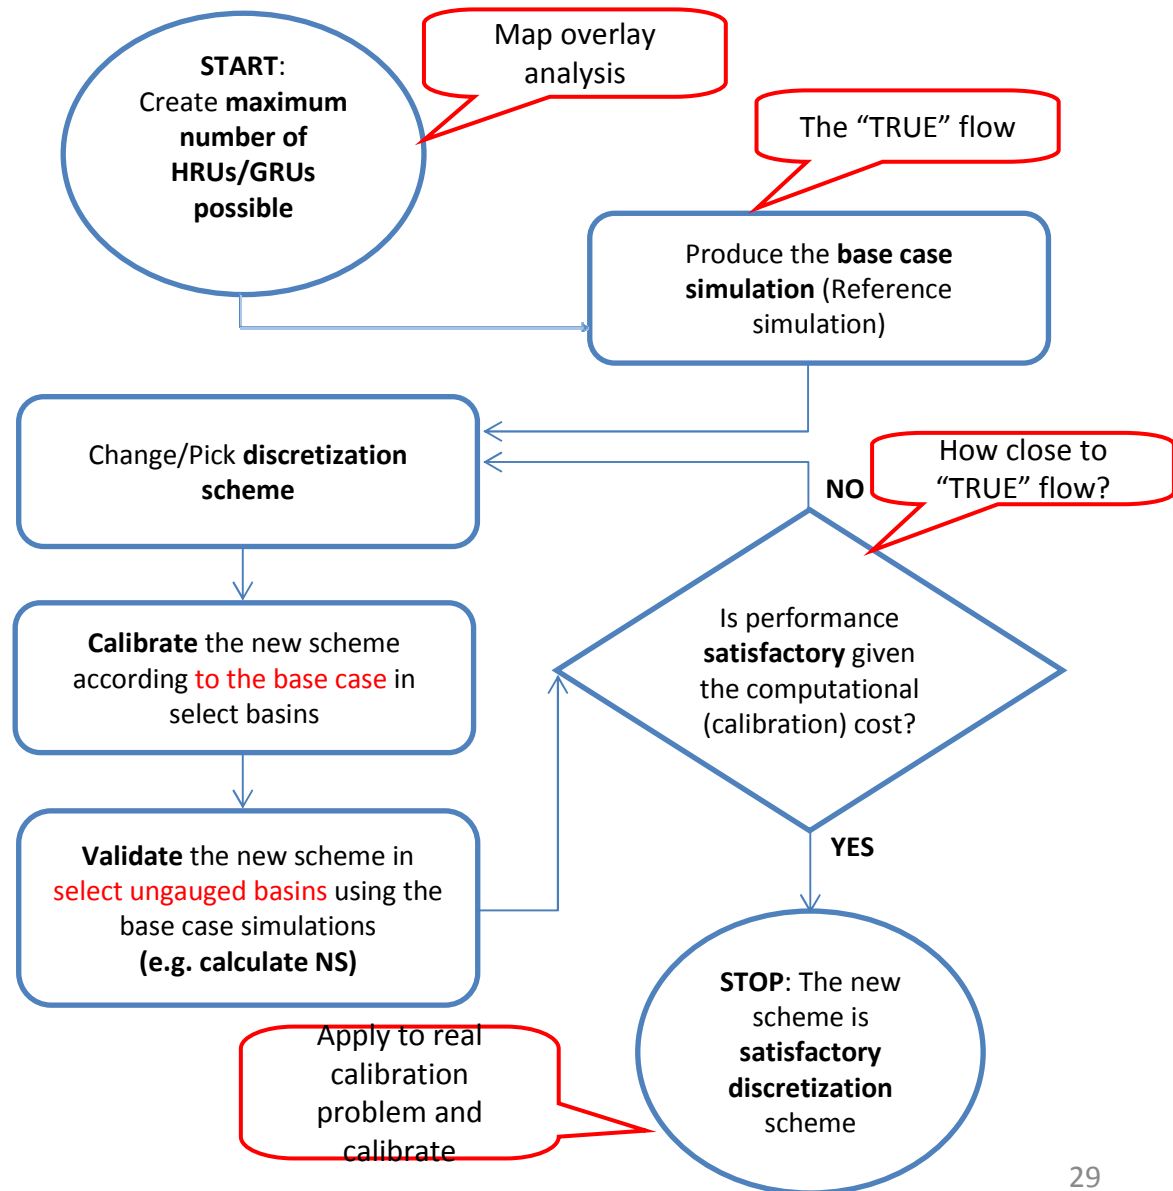 START:
Create maximum
number of
HRUs/GRUs
possible
Map overlay
analysis
The “TRUE” flow
Produce the base case
simulation (Reference
simulation)
Change/Pick discretization
scheme
How close to
“TRUE” flow?
NO
Calibrate the new scheme
according to the base case in
select basins
Is performance
satisfactory given
the computational
(calibration) cost?
Validate the new scheme in
select ungauged basins using the
base case simulations
(e.g. calculate NS)
YES
STOP: The new
scheme is
satisfactory
discretization
scheme
Apply to real
calibration
problem and
calibrate
29